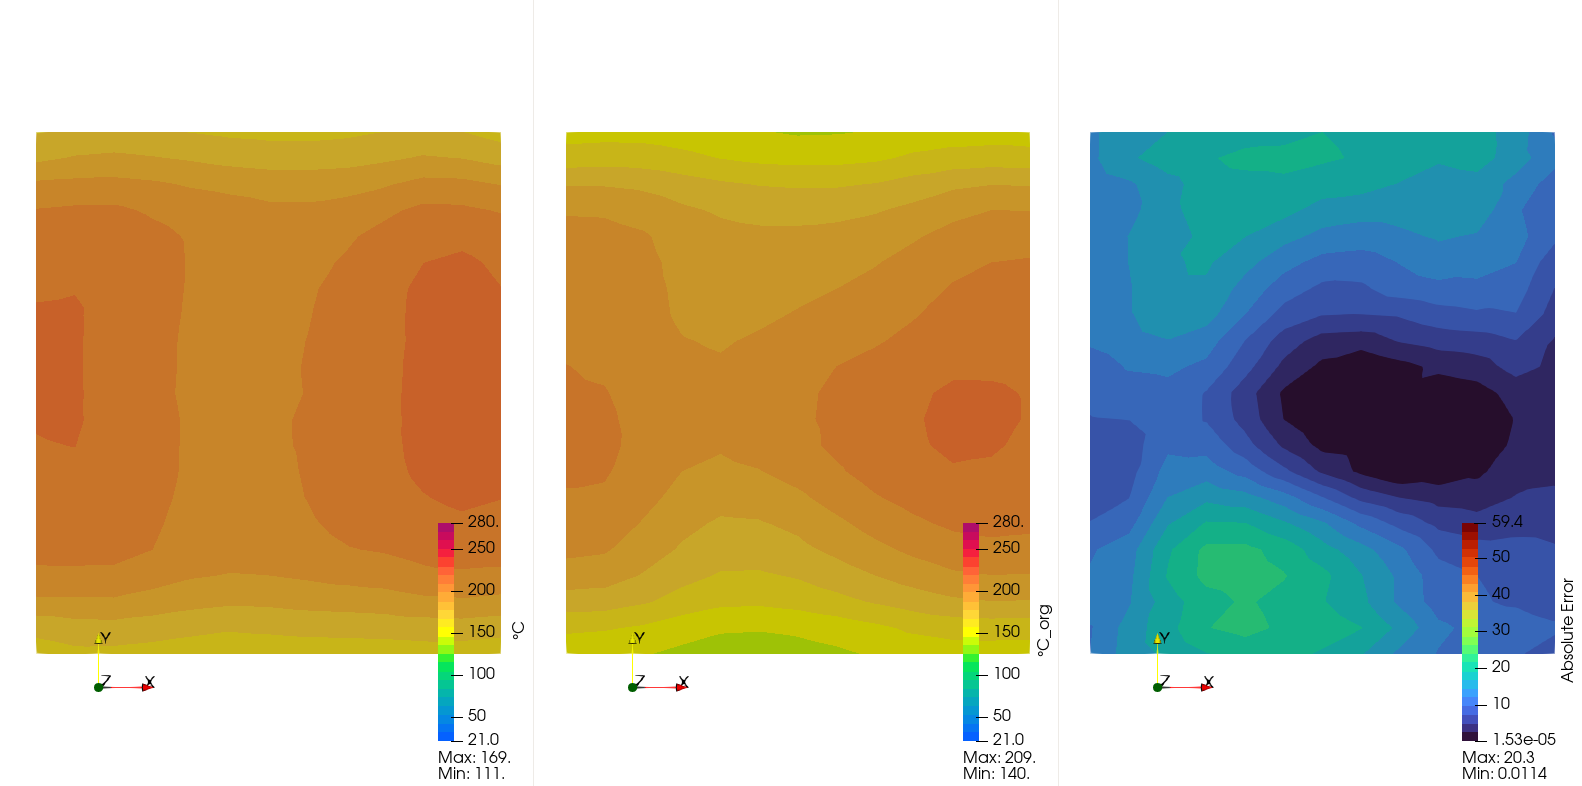 280.
250
200
150
100
50
21.0
°C
Max: 169.
Min: 111.
Y
Z
X
280.
250
200
150
100
50
21.0
°C_org
Max: 209.
Min: 140.
Y
Z
X
59.4
50
40
30
20
10
1.53e-05
Absolute Error
Max: 20.3
Min: 0.0114
Y
Z
X